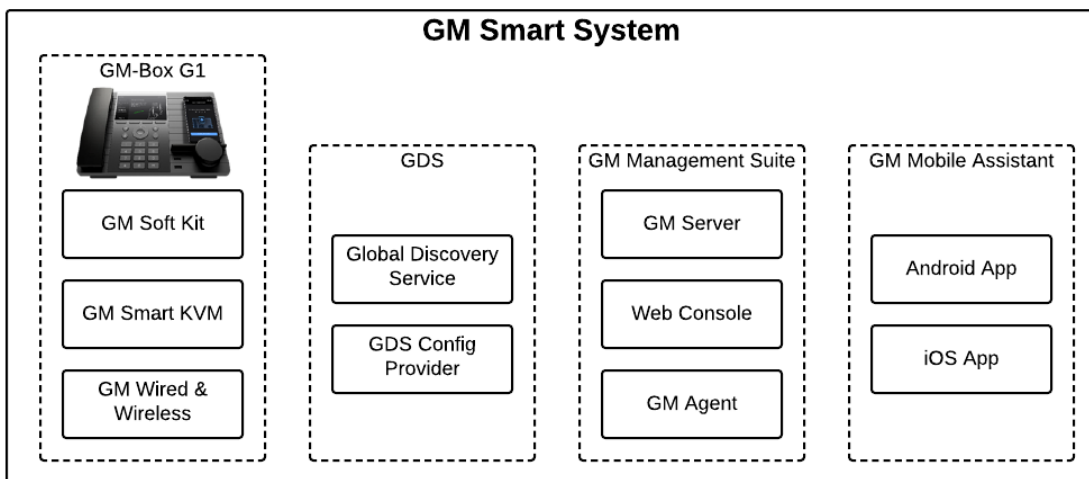 GM Smart System
GM-Box G1
GM Soft Kit
GM Smart KVM
GM Wired &
Wireless
GDS
Global Discovery
Service
GDS Config
Provider
GM Management Suite
GM Server
Web Console
GM Agent
GM Mobile Assistant
Android App
iOS App